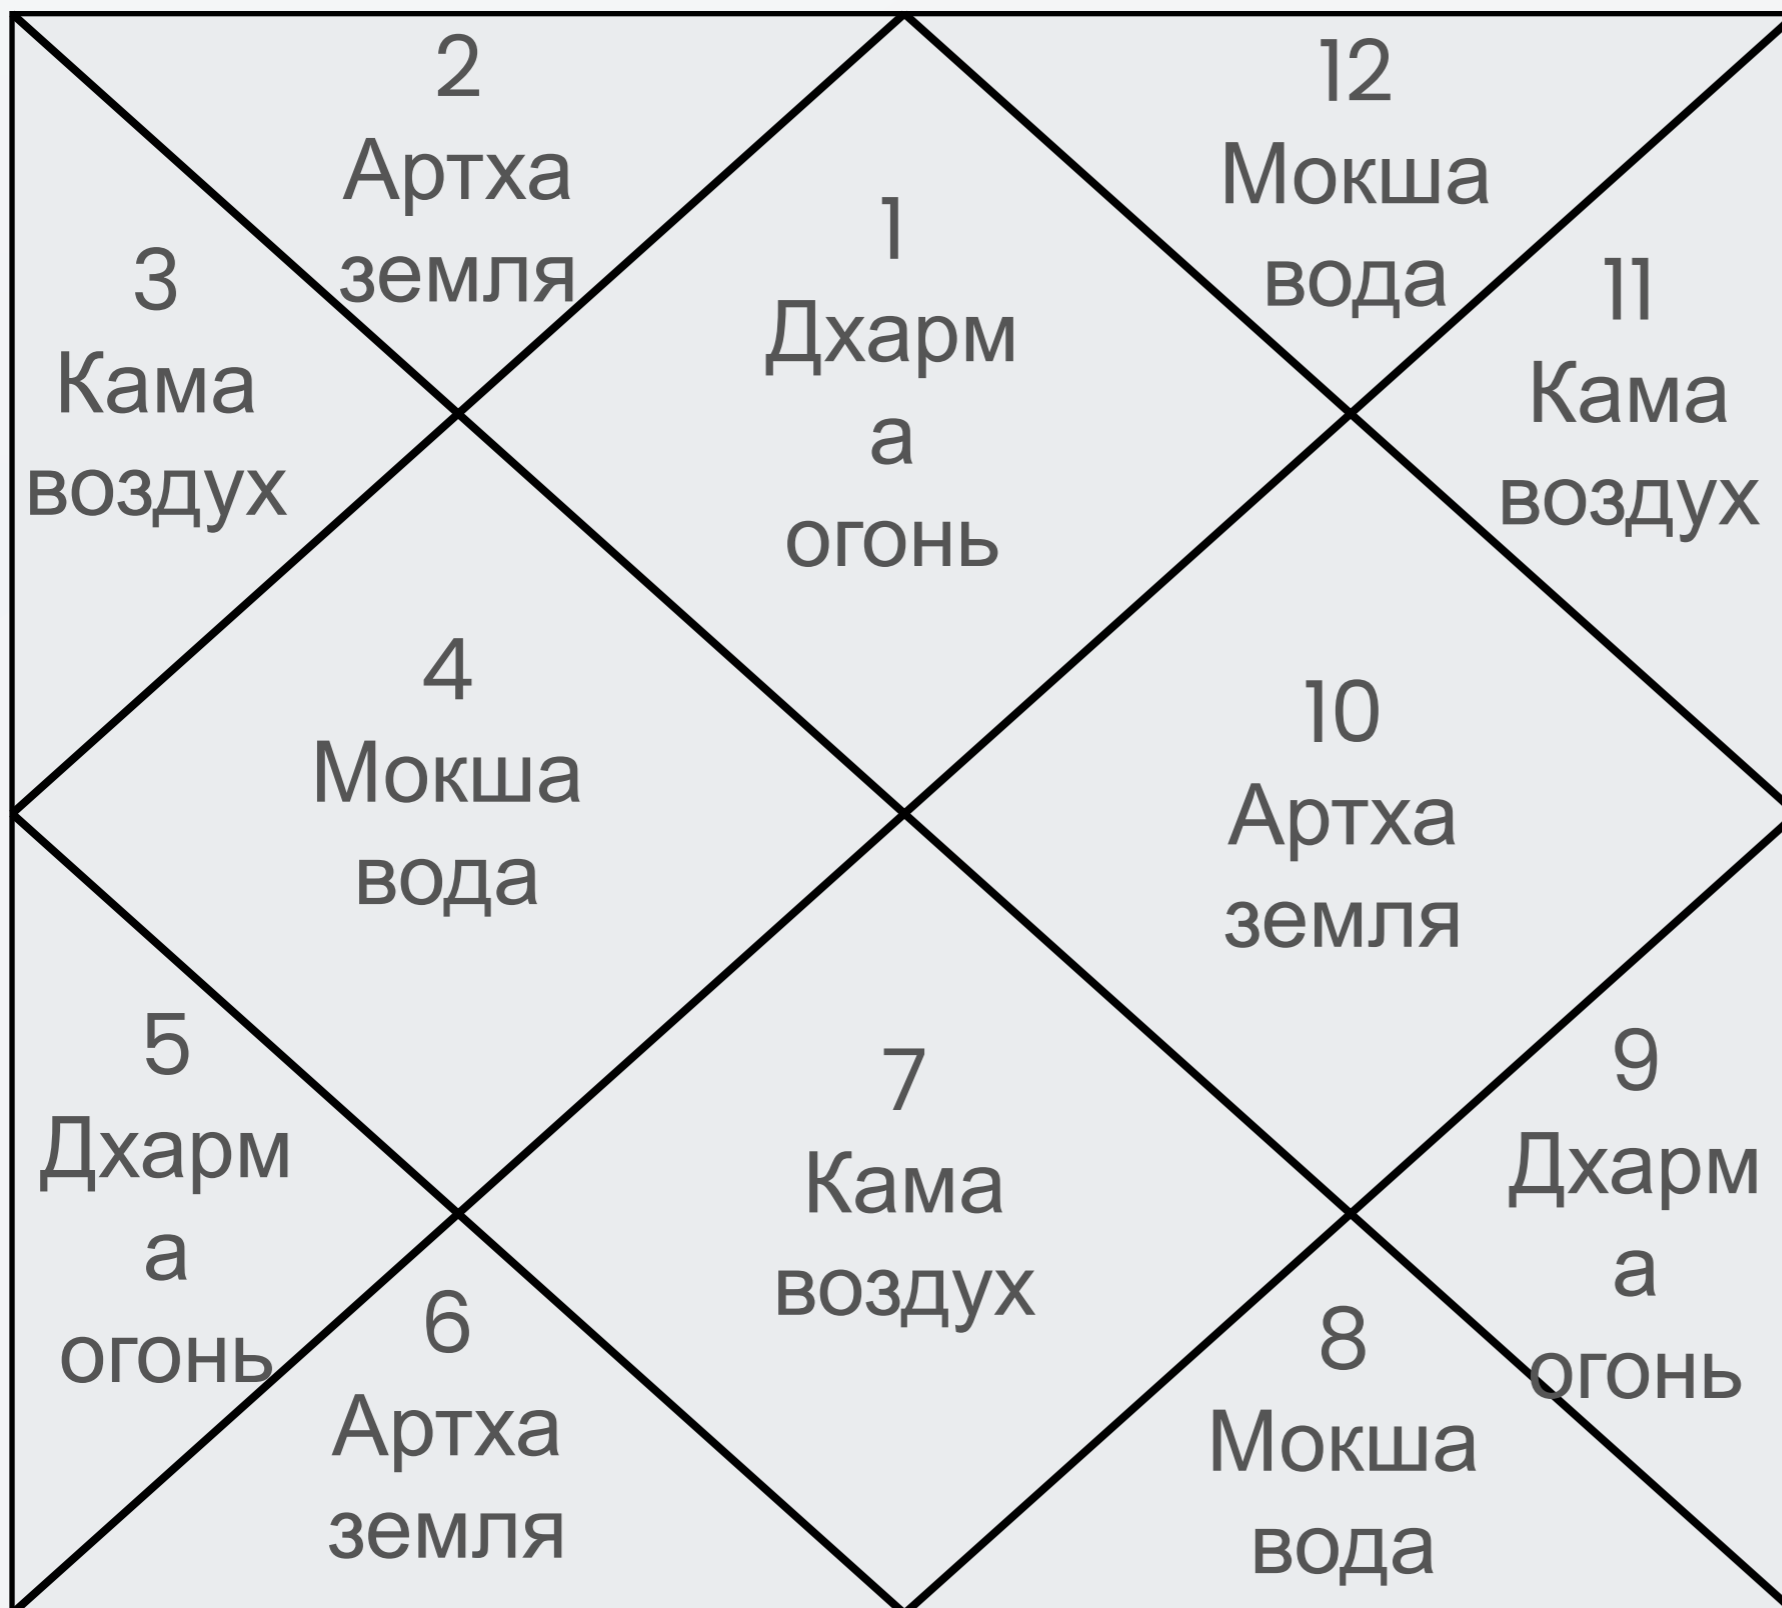 2
Артха
земля
12
Мокша
вода
1
Дхарм
а
огонь
3
Кама
воздух
11
Кама
воздух
4
Мокша
вода
10
Артха
земля
5
Дхарм
а
огонь
7
Кама
воздух
9
Дхарм
а
огонь
6
Артха
земля
8
Мокша
вода